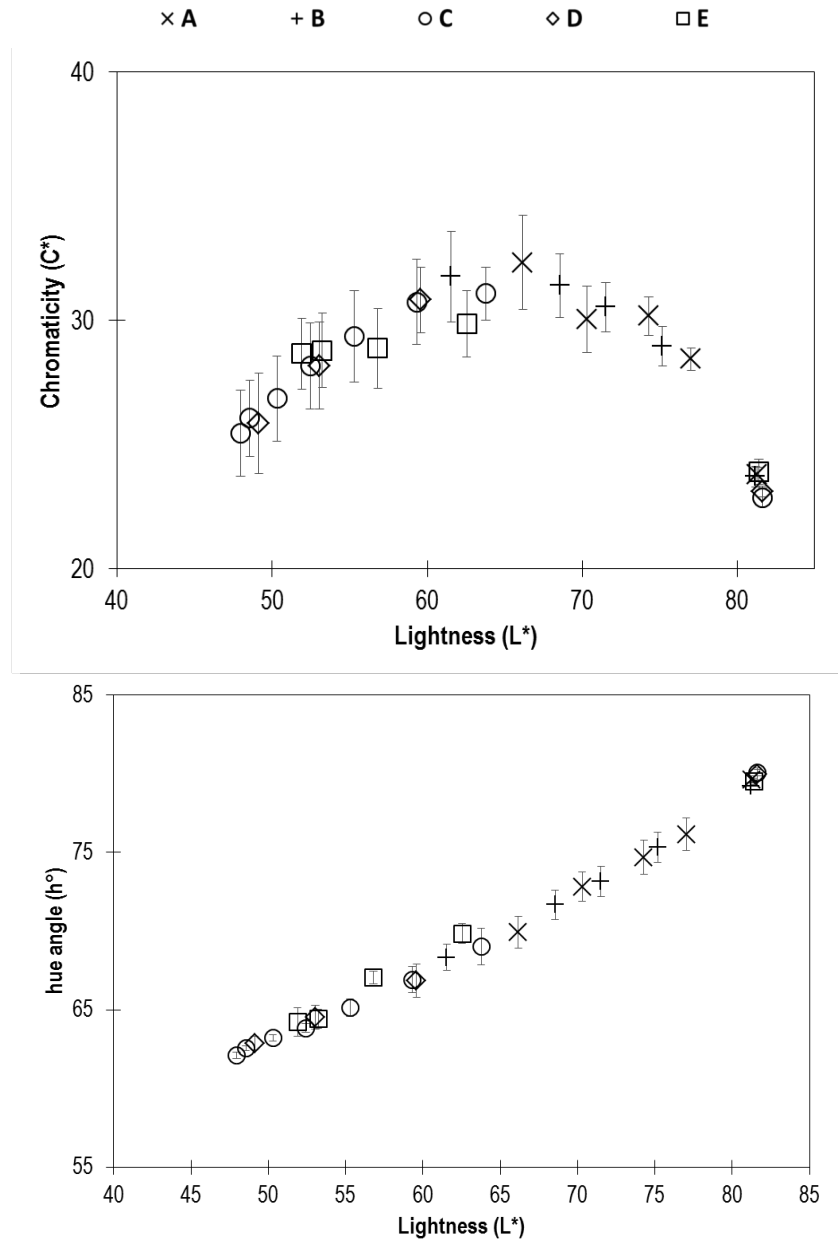 × A + B ○ C ◇ D □ E
40
30
20
Chromaticity (C*)
40 50 60 70 80
Lightness (L*)
85
75
65
55
hue angle (h°)
40 45 50 55 60 65 70 75 80 85
Lightness (L*)